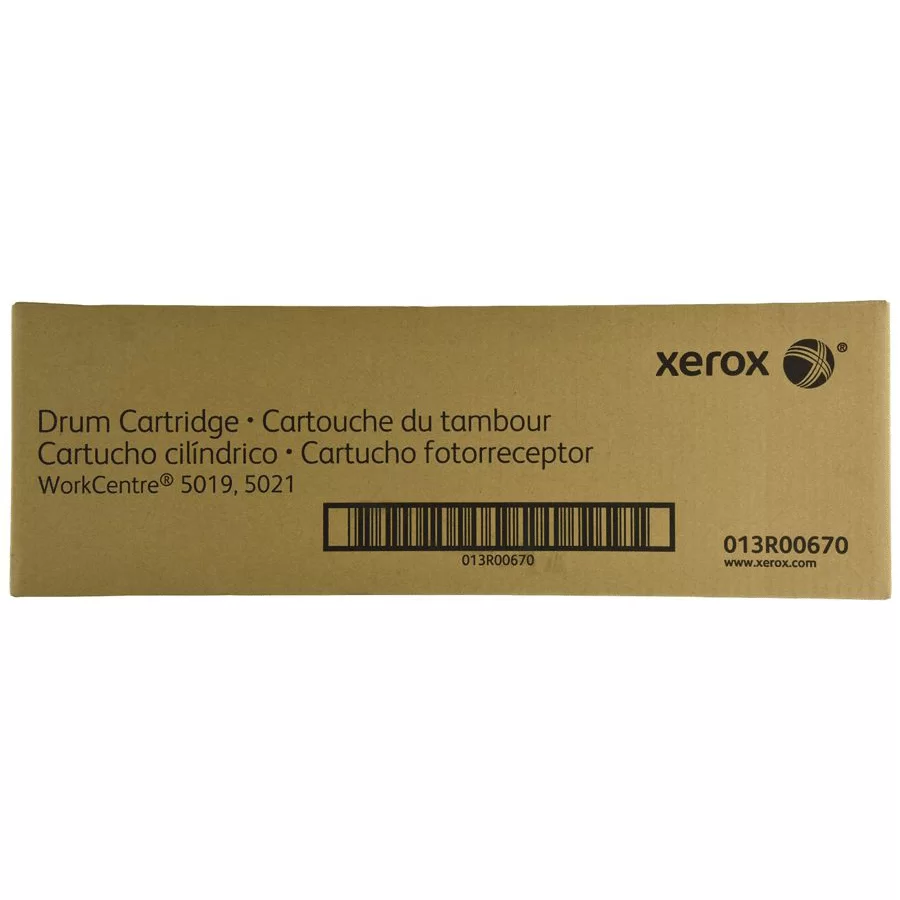 xerox ®
Drum Cartridge • Cartouche du tambour
Cartucho cilíndrico • Cartucho fotorreceptor
WorkCentre® 5019, 5021
013R00670
013R00670
www.xerox.com